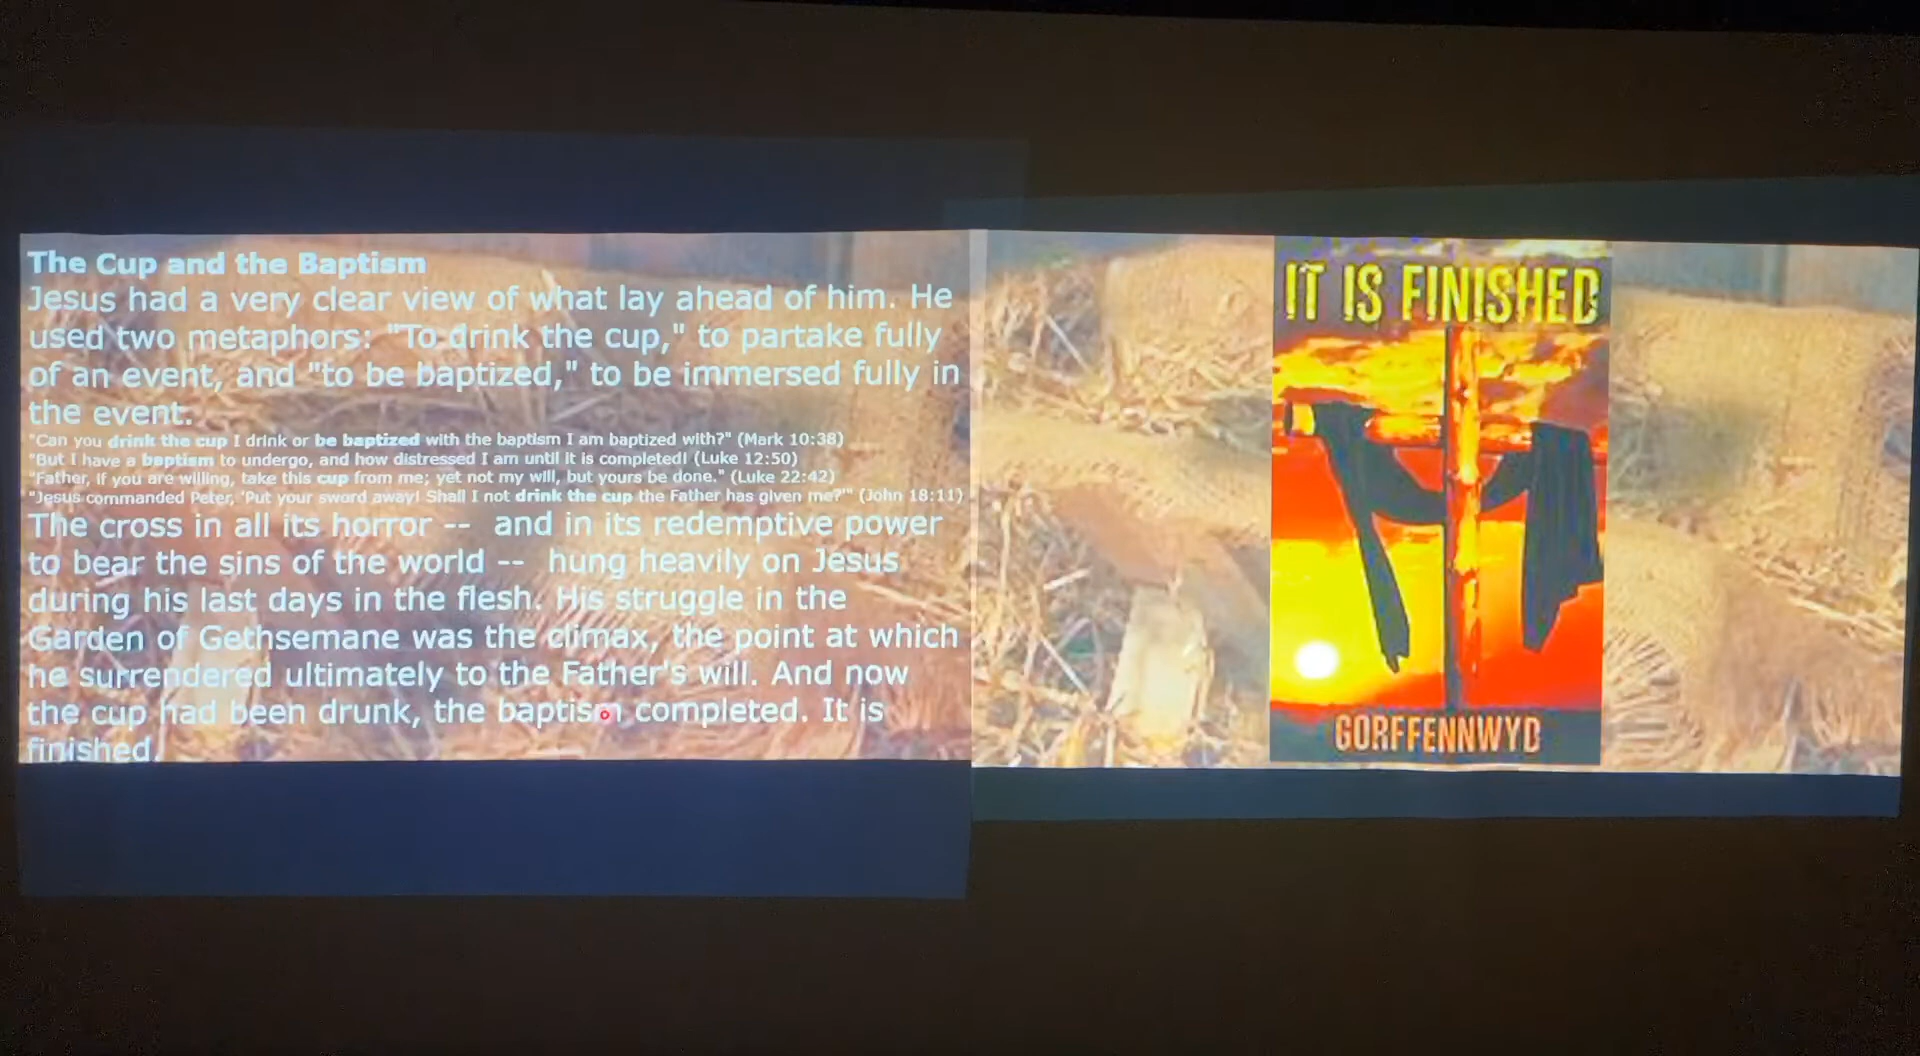 The Cup and the Baptism
Jesus had a very clear view of what lay ahead of him. He
used two metaphors: "To drink the cup," to partake fully
of an event, and "to be baptized," to be immersed fully in
the event.
"Can you drink the cup I drink or be baptized with the baptism I am baptized with?" (Mark 10:38)
"But I have a baptism to undergo, and how distressed I am until it is completed! (Luke 12:50)
"Father, if you are willing, take this cup from me; yet not my will, but yours be done." (Luke 22:42)
"Jesus commanded Peter, 'Put your sword away! Shall I not drink the cup the Father has given me?'" (John 18:11)
The cross in all its horror -- and in its redemptive power
to bear the sins of the world -- hung heavily on Jesus
during his last days in the flesh. His struggle in the
Garden of Gethsemane was the climax, the point at which
he surrendered ultimately to the Father's will. And now
the cup had been drunk, the baptism completed. It is
finished.
IT IS FINISHED
GORFFENNWYD